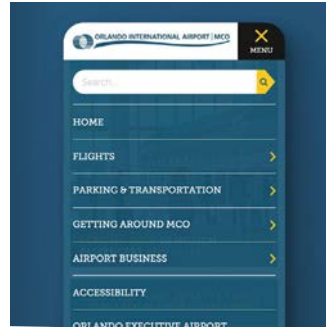 ORLANDO INTERNATIONAL AIRPORT | MCO
MENU
Search...
HOME
FLIGHTS
PARKING & TRANSPORTATION
GETTING AROUND MCO
AIRPORT BUSINESS
ACCESSIBILITY
ORLANDO EXECUTIVE AIRPORT